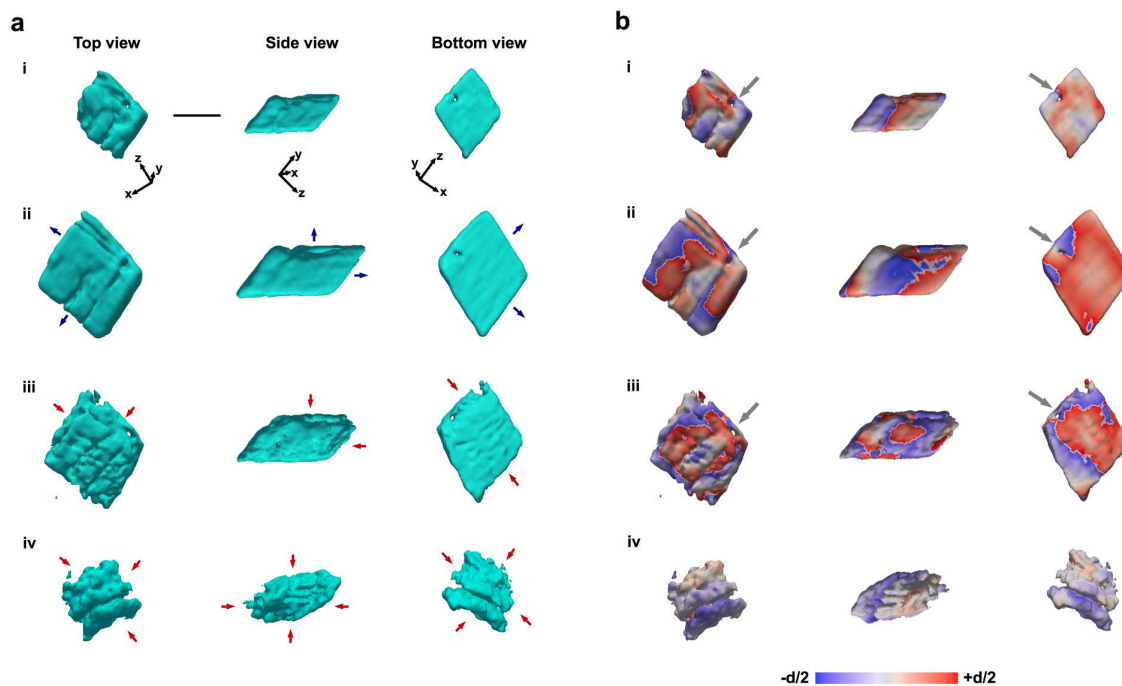 a
Top view Side view Bottom view
i
z y x
y x z
y z x
ii
iii
iv
b
i
ii
iii
iv
-d/2 +d/2